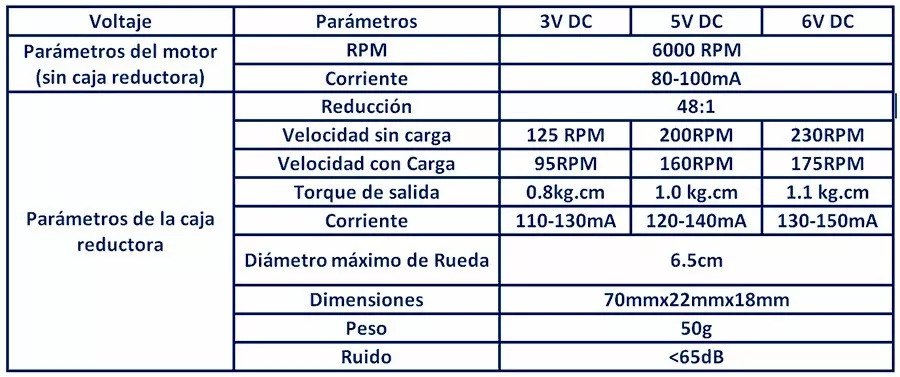 Voltaje Parámetros 3V DC 5V DC 6V DC
Parámetros del motor RPM 6000 RPM
(sin caja reductora) Corriente 80-100mA
Reducción 48:1
Velocidad sin carga 125 RPM 200RPM 230RPM
Velocidad con Carga 95RPM 160RPM 175RPM
Torque de salida 0.8kg.cm 1.0 kg.cm 1.1 kg.cm
Parámetros de la caja Corriente 110-130mA 120-140mA 130-150mA
reductora
Diámetro máximo de Rueda 6.5cm
Dimensiones 70mmx22mmx18mm
Peso 50g
Ruido <65dB